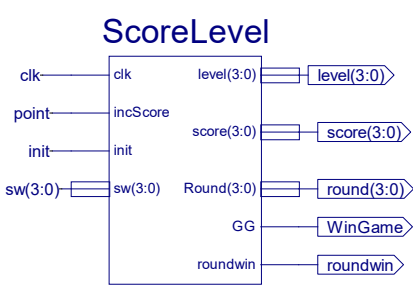 ScoreLevel
clk clk level(3:0) level(3:0)
point incScore
score(3:0) score(3:0)
init init
sw(3:0) sw(3:0) Round(3:0) round(3:0)
GG WinGame
roundwin roundwin